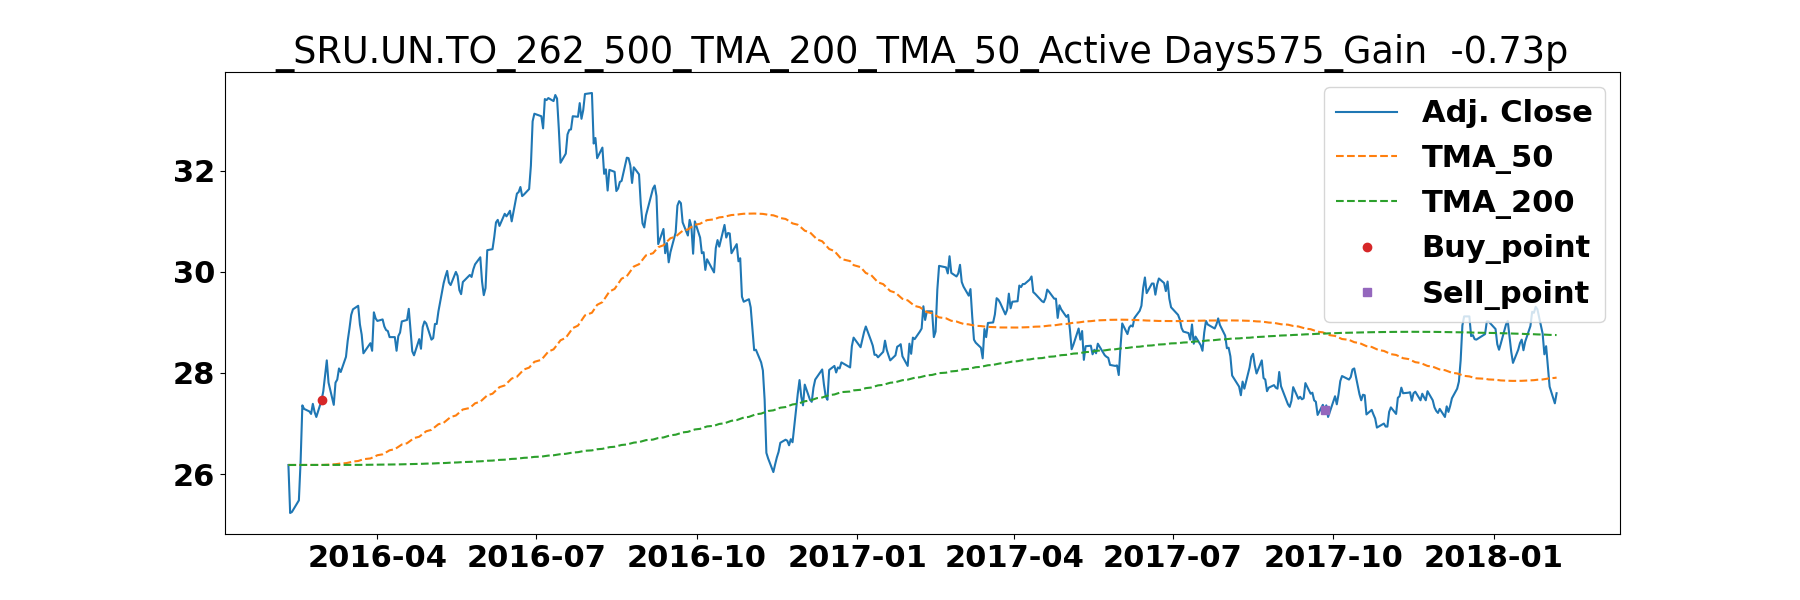 _SRU.UN.TO_262_500_TMA_200_TMA_50_Active Days575_Gain  -0.73p
Adj. Close
TMA_50
TMA_200
Buy_point
Sell_point
32
30
28
26
2016-04 2016-07 2016-10 2017-01 2017-04 2017-07 2017-10 2018-01